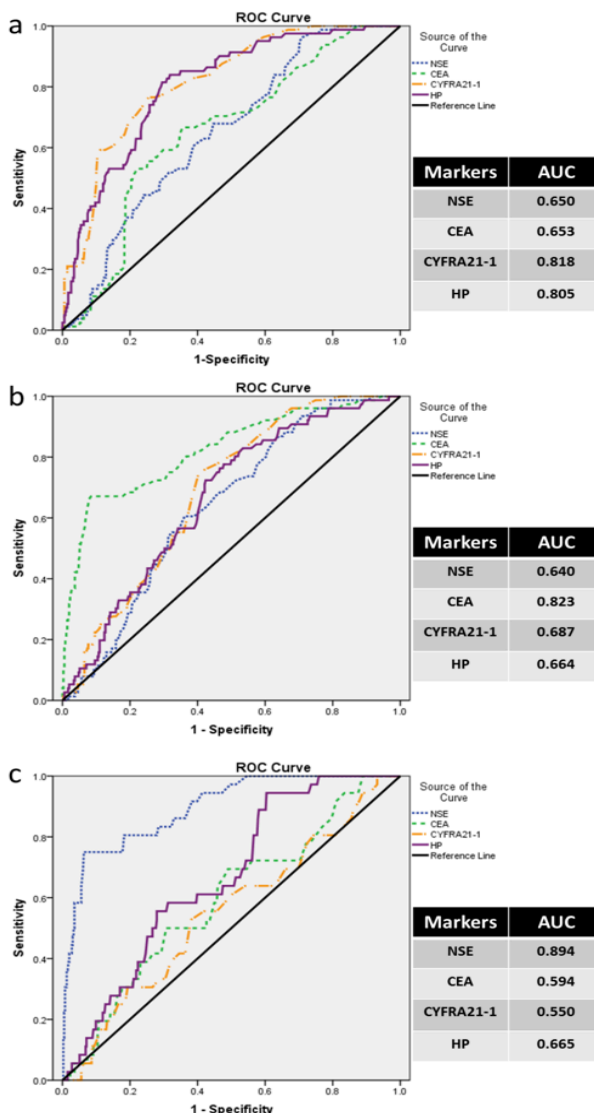 a
ROC Curve
Sensitivity
1.0
0.8
0.6
0.4
0.2
0.0
0.0 0.2 0.4 0.6 0.8 1.0
1-Specificity
Source of the
Curve
NSE
CEA
CYFRA21-1
HP
Reference Line
Markers AUC
NSE 0.650
CEA 0.653
CYFRA21-1 0.818
HP 0.805
b
ROC Curve
Sensitivity
1.0
0.8
0.6
0.4
0.2
0.0
0.0 0.2 0.4 0.6 0.8 1.0
1 - Specificity
Source of the
Curve
NSE
CEA
CYFRA21-1
HP
Reference Line
Markers AUC
NSE 0.640
CEA 0.823
CYFRA21-1 0.687
HP 0.664
c
ROC Curve
Sensitivity
1.0
0.8
0.6
0.4
0.2
0.0
0.0 0.2 0.4 0.6 0.8 1.0
1 - Specificity
Source of the
Curve
NSE
CEA
CYFRA21-1
HP
Reference Line
Markers AUC
NSE 0.894
CEA 0.594
CYFRA21-1 0.550
HP 0.665